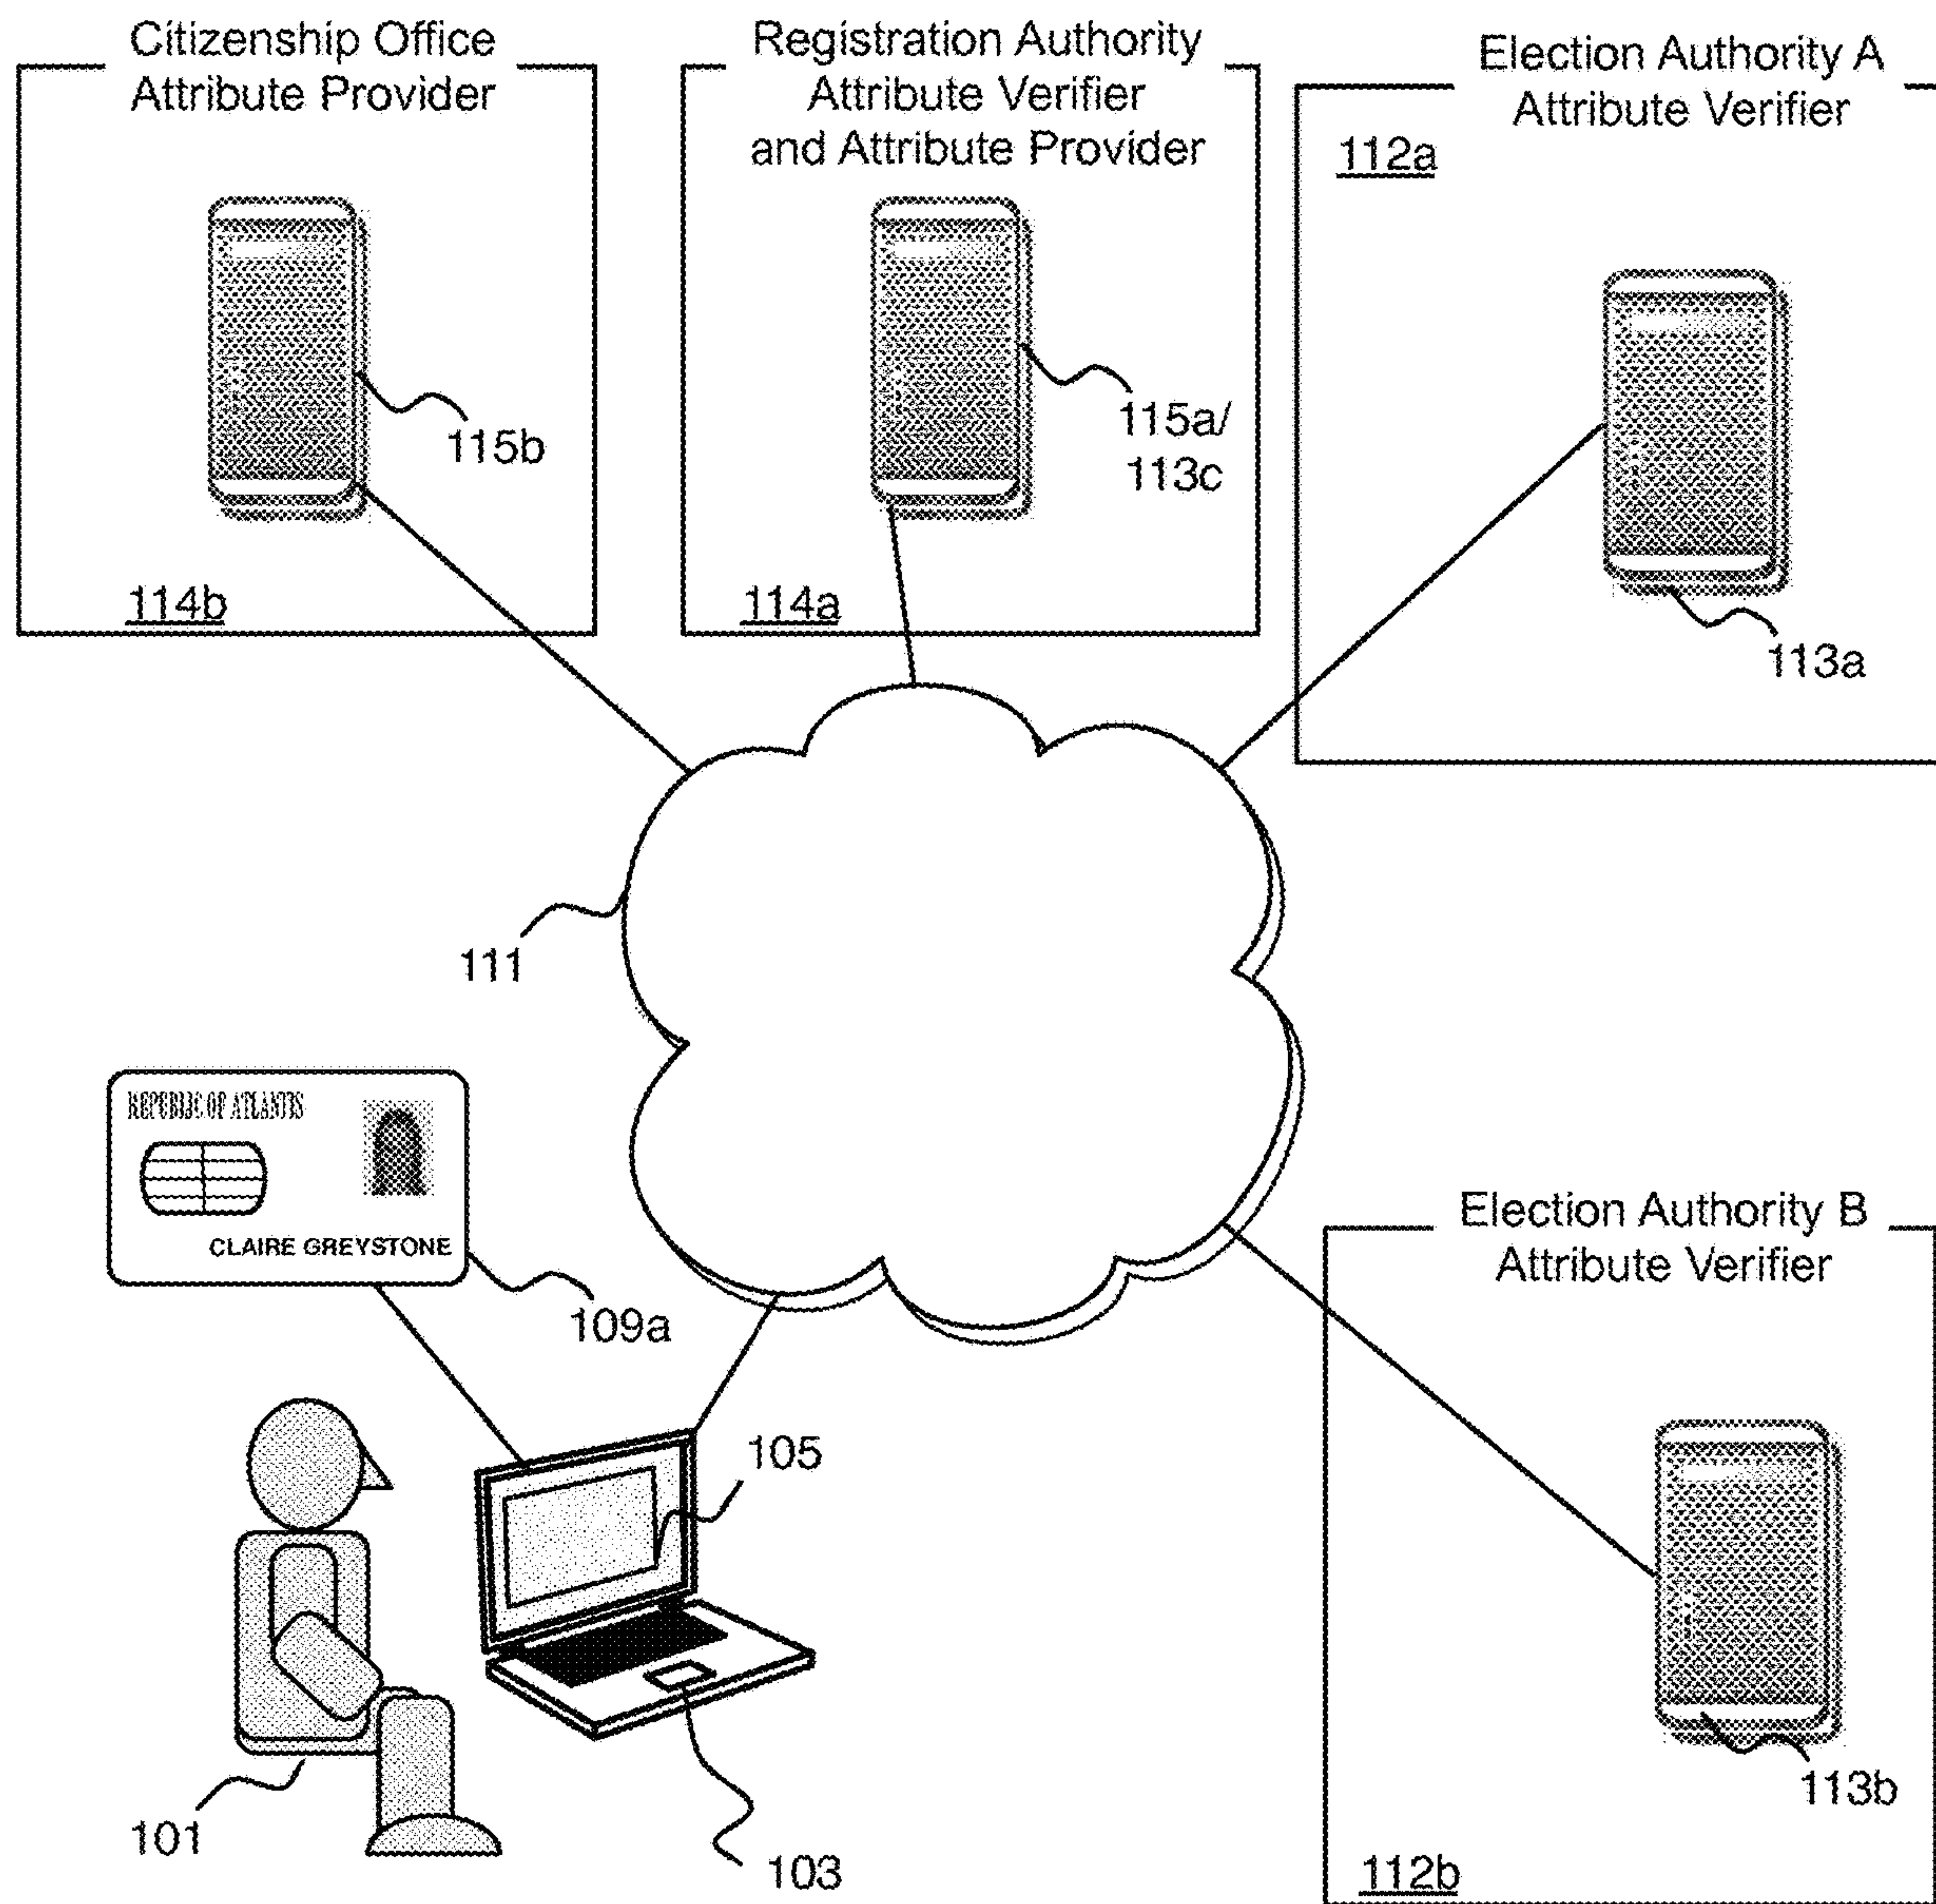 Citizenship Office
Attribute Provider
115b
114b
Registration Authority
Attribute Verifier
and Attribute Provider
115a/
113c
114a
Election Authority A
Attribute Verifier
112a
113a
111
REPUBLIC OF ATLANTIS
CLAIRE GREYSTONE
109a
105
101
103
Election Authority B
Attribute Verifier
113b
112b